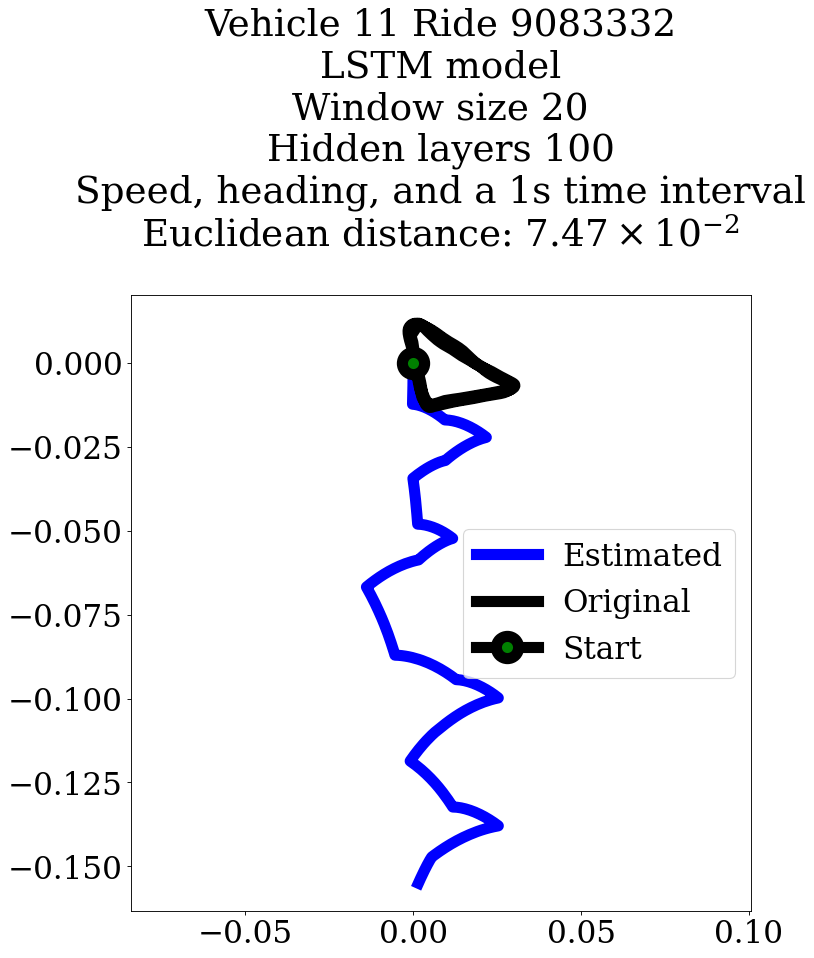 Vehicle 11 Ride 9083332
LSTM model
Window size 20
Hidden layers 100
Speed, heading, and a 1s time interval
Euclidean distance: 7.47 × 10⁻²
0.000
−0.025
−0.050
−0.075
−0.100
−0.125
−0.150
Estimated
Original
Start
−0.05 0.00 0.05 0.10